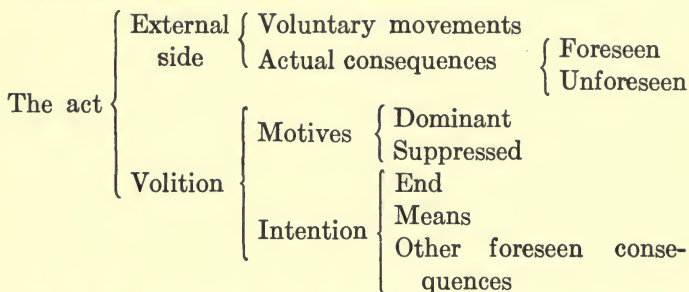 External
side
Voluntary movements
Actual consequences
Foreseen
Unforeseen
The act
Volition
Motives
Dominant
Suppressed
Intention
End
Means
Other foreseen conse-
quences